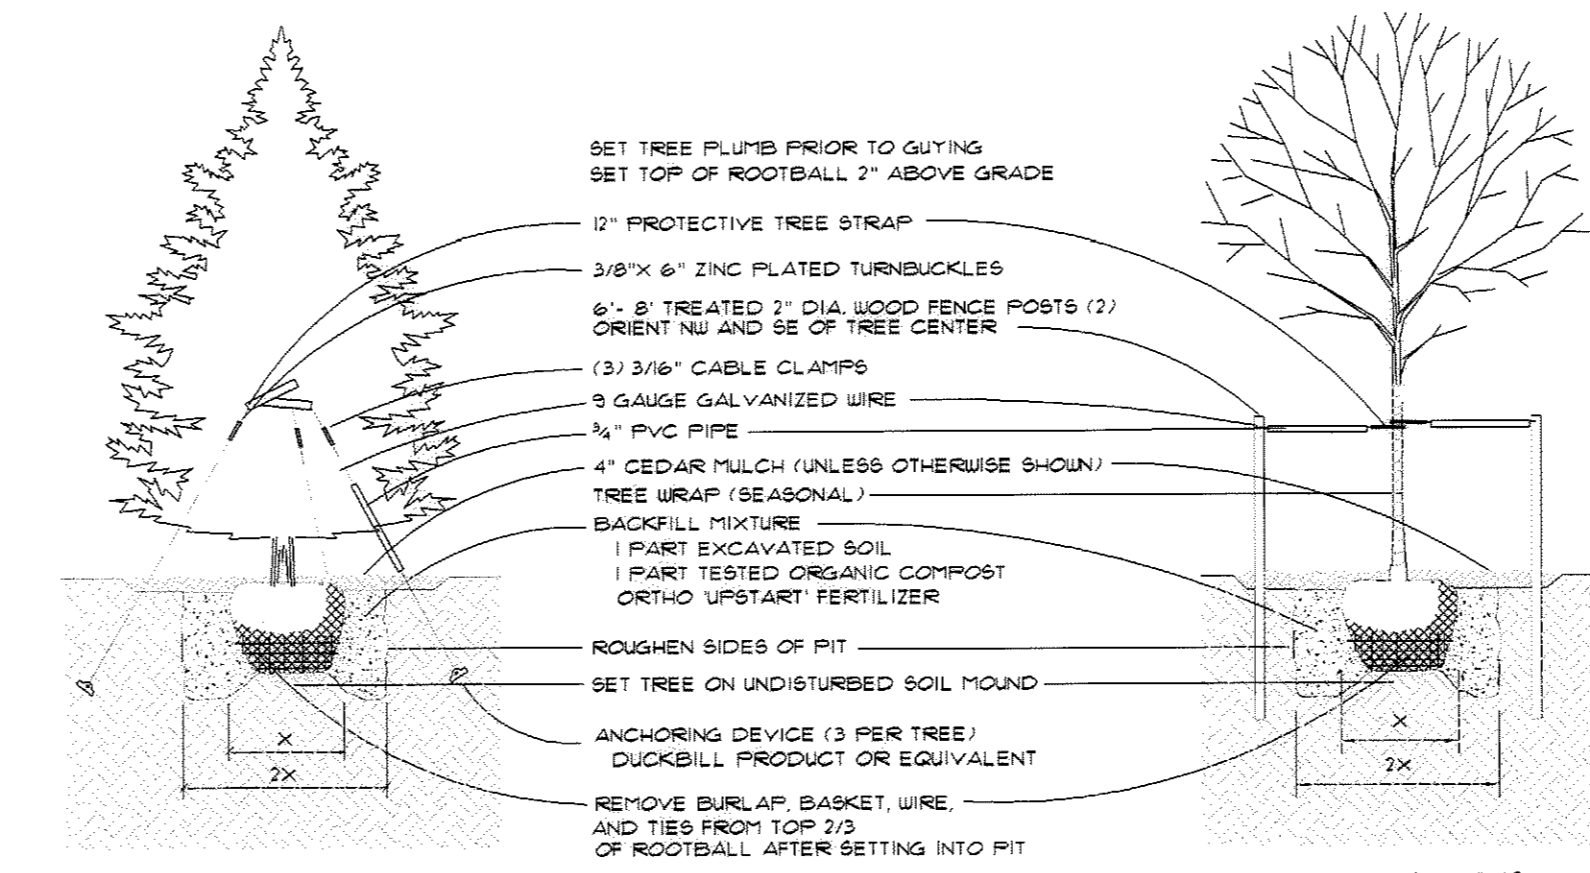 SET TREE PLUMB PRIOR TO GUYING
SET TOP OF ROOTBALL 2" ABOVE GRADE
12" PROTECTIVE TREE STRAP
3/8"X 6" ZINC PLATED TURNBUCKLES
6'- 8' TREATED 2" DIA. WOOD FENCE POSTS (2)
ORIENT NW AND SE OF TREE CENTER
(3) 3/16" CABLE CLAMPS
9 GAUGE GALVANIZED WIRE
3/4" PVC PIPE
4" CEDAR MULCH (UNLESS OTHERWISE SHOWN)
TREE WRAP (SEASONAL)
BACKFILL MIXTURE
1 PART EXCAVATED SOIL
1 PART TESTED ORGANIC COMPOST
ORTHO 'UPSTART' FERTILIZER
ROUGHEN SIDES OF PIT
SET TREE ON UNDISTURBED SOIL MOUND
ANCHORING DEVICE (3 PER TREE)
DUCKBILL PRODUCT OR EQUIVALENT
REMOVE BURLAP, BASKET, WIRE,
AND TIES FROM TOP 2/3
OF ROOTBALL AFTER SETTING INTO PIT
X
2X
X
2X